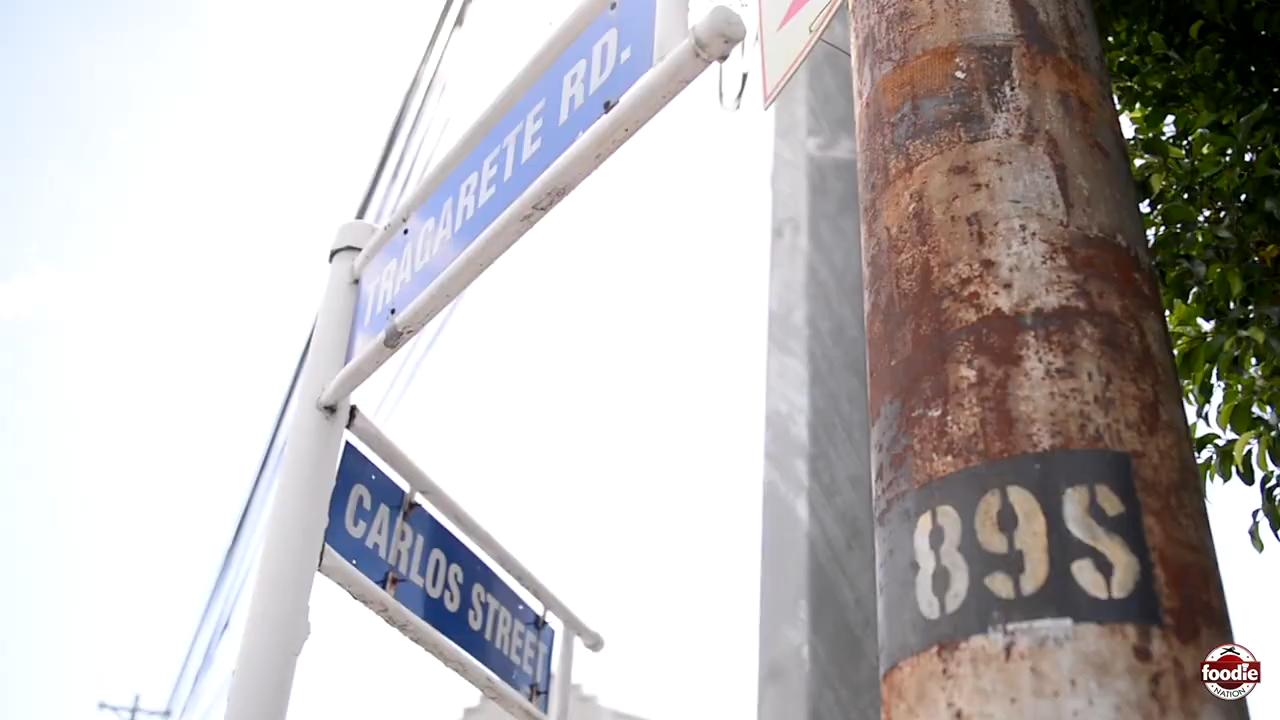 TRAGARETE RD.
CARLOS STREET
89S
foodie
NATION